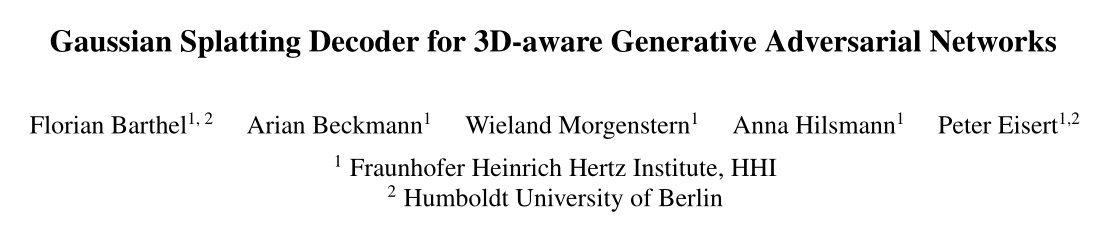 Gaussian Splatting Decoder for 3D-aware Generative Adversarial Networks
Florian Barthel1, 2 Arian Beckmann1 Wieland Morgenstern1 Anna Hilsmann1 Peter Eisert1,2
1 Fraunhofer Heinrich Hertz Institute, HHI
2 Humboldt University of Berlin